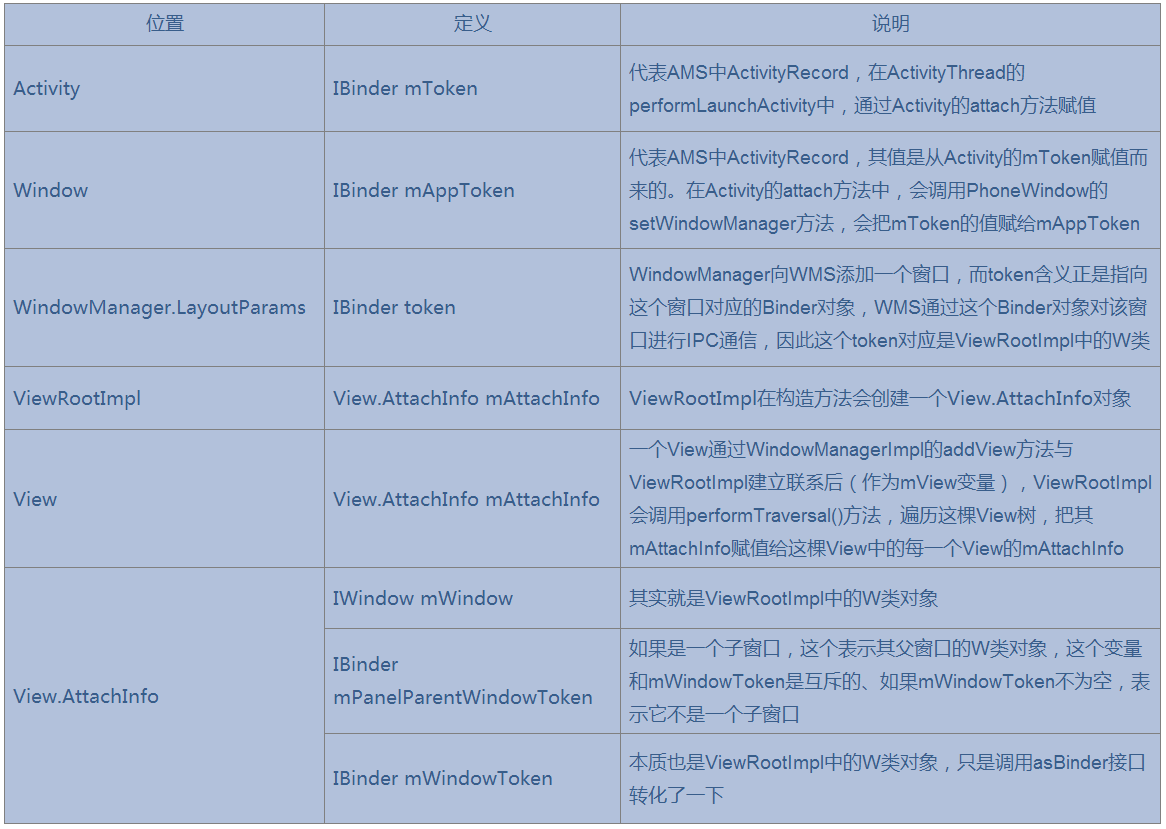 位置
定义
说明
Activity
IBinder mToken
代表AMS中ActivityRecord，在ActivityThread的
performLaunchActivity中，通过Activity的attach方法赋值
Window
IBinder mAppToken
代表AMS中ActivityRecord，其值是从Activity的mToken赋值而
来的。在Activity的attach方法中，会调用PhoneWindow的
setWindowManager方法，会把mToken的值赋给mAppToken
WindowManager.LayoutParams
IBinder token
WindowManager向WMS添加一个窗口，而token含义正是指向
这个窗口对应的Binder对象，WMS通过这个Binder对象对该窗
口进行IPC通信，因此这个token对应是ViewRootImpl中的W类
ViewRootImpl
View.AttachInfo mAttachInfo
ViewRootImpl在构造方法会创建一个View.AttachInfo对象
View
View.AttachInfo mAttachInfo
一个View通过WindowManagerImpl的addView方法与
ViewRootImpl建立联系后（作为mView变量），ViewRootImpl
会调用performTraversal()方法，遍历这棵View树，把其
mAttachInfo赋值给这棵View中的每一个View的mAttachInfo
View.AttachInfo
IWindow mWindow
其实就是ViewRootImpl中的W类对象
IBinder
mPanelParentWindowToken
如果是一个子窗口，这个表示其父窗口的W类对象，这个变量
和mWindowToken是互斥的、如果mWindowToken不为空，表
示它不是一个子窗口
IBinder mWindowToken
本质也是ViewRootImpl中的W类对象，只是调用asBinder接口
转化了一下